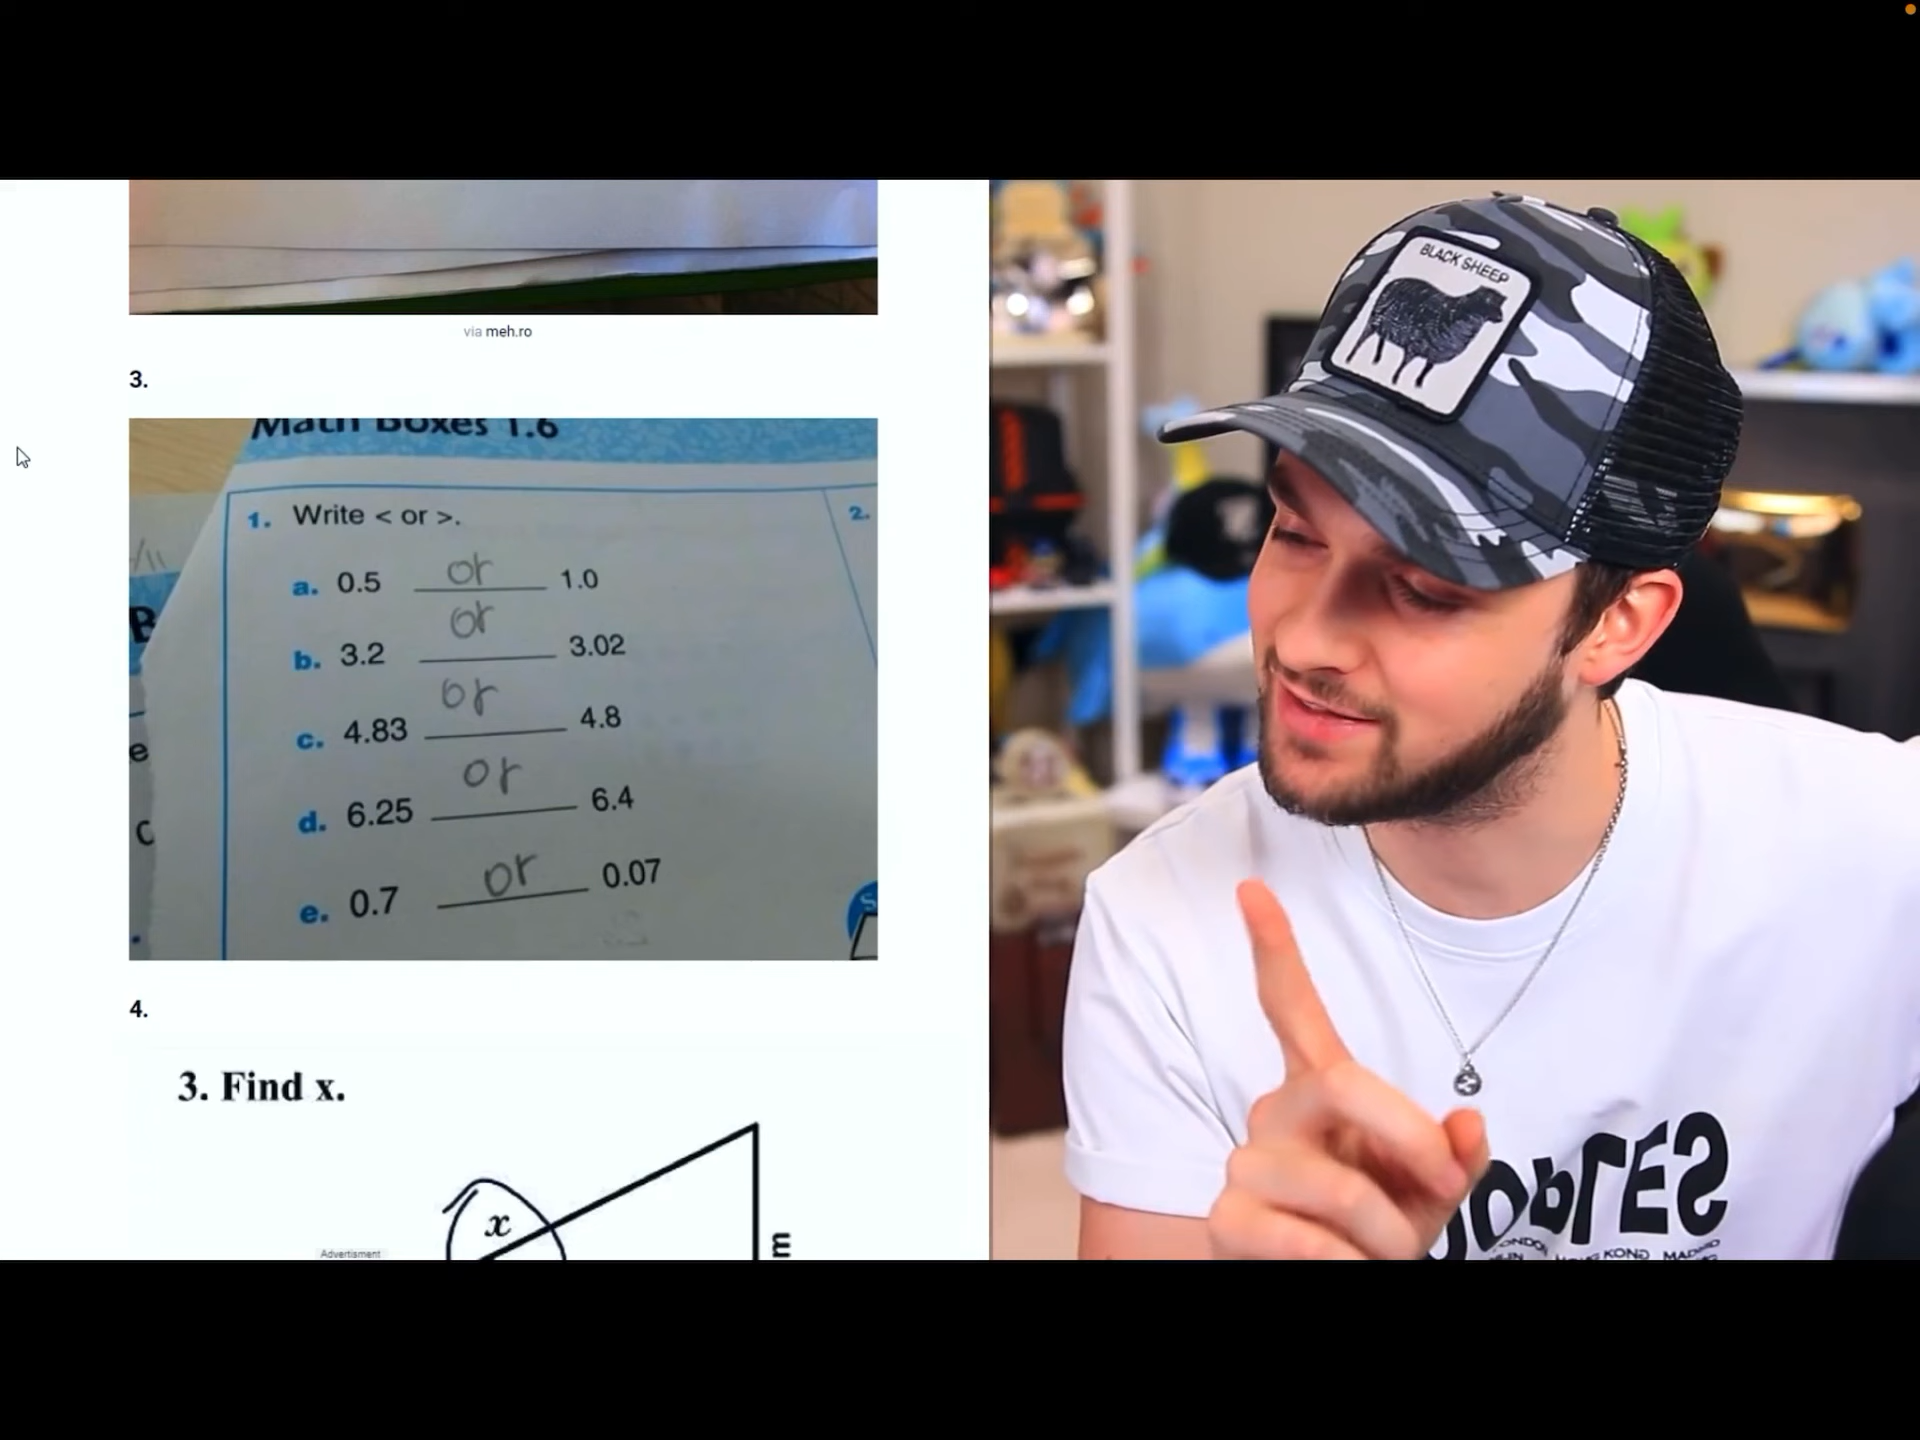 via meh.ro
3.
Math Boxes 1.6
1. Write < or >.
2.
a. 0.5 or 1.0
b. 3.2 or 3.02
c. 4.83 or 4.8
d. 6.25 or 6.4
e. 0.7 or 0.07
B
e
C
S
4.
3. Find x.
x
m
Advertisment
BLACK SHEEP
KONG